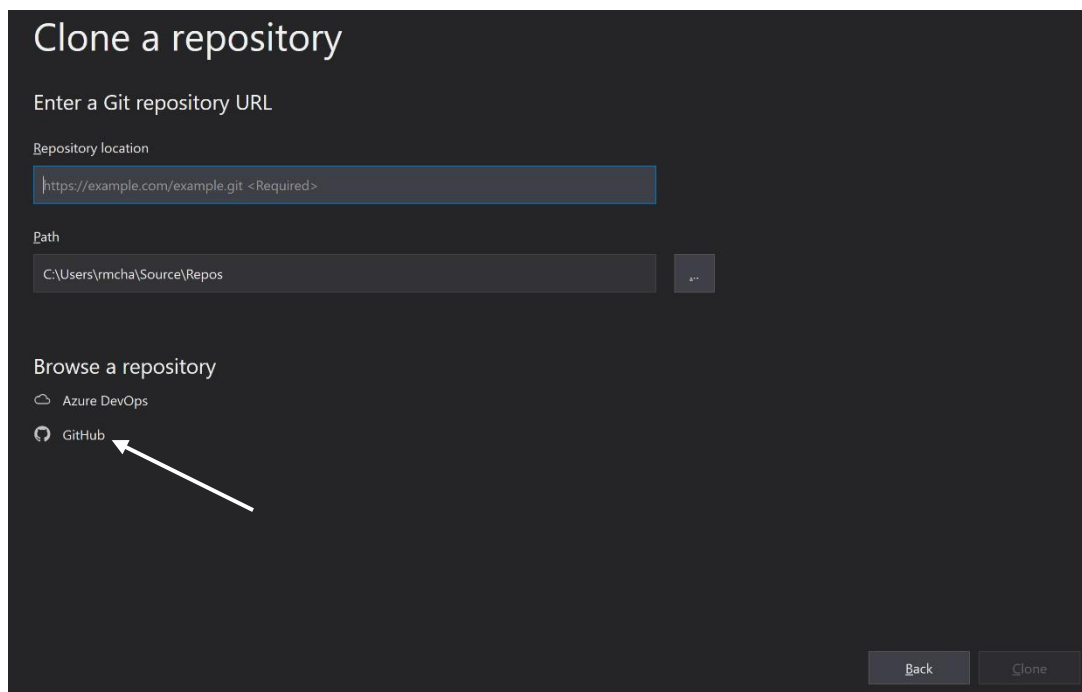 Clone a repository
Enter a Git repository URL
Repository location
https://example.com/example.git <Required>
Path
C:\Users\rmcha\Source\Repos
...
Browse a repository
Azure DevOps
GitHub
Back
Clone